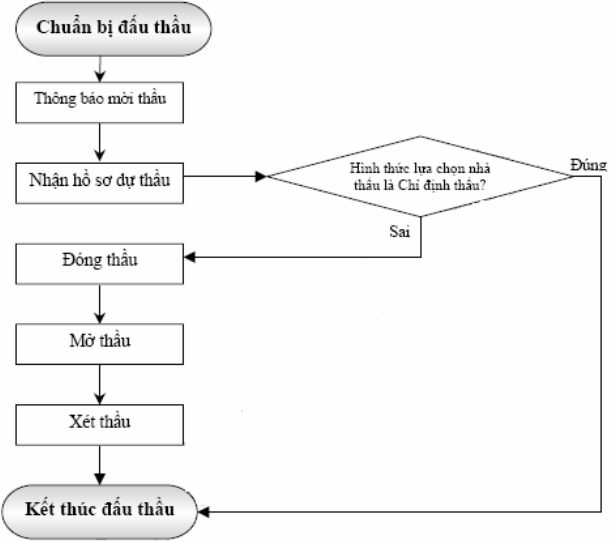 Chuẩn bị đấu thầu
Thông báo mời thầu
Nhận hồ sơ dự thầu
Hình thức lựa chọn nhà
thầu là Chỉ định thầu?
Đúng
Sai
Đóng thầu
Mở thầu
Xét thầu
Kết thúc đấu thầu